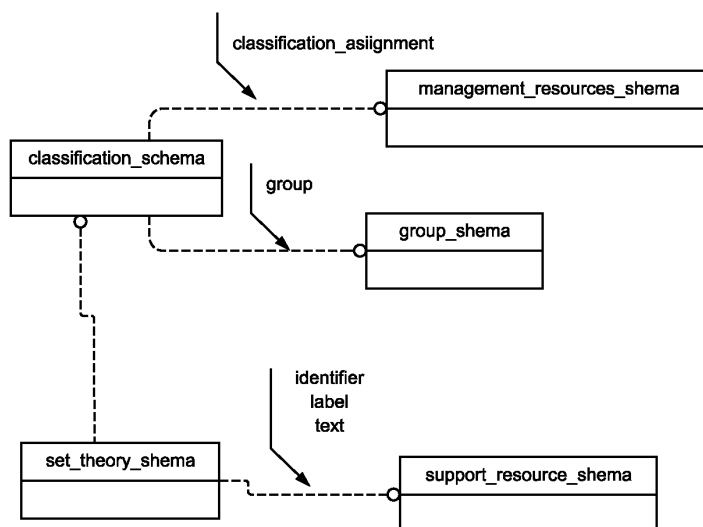 classification_asiignment
management_resources_shema
classification_schema
group
group_shema
identifier
label
text
set_theory_shema
support_resource_shema